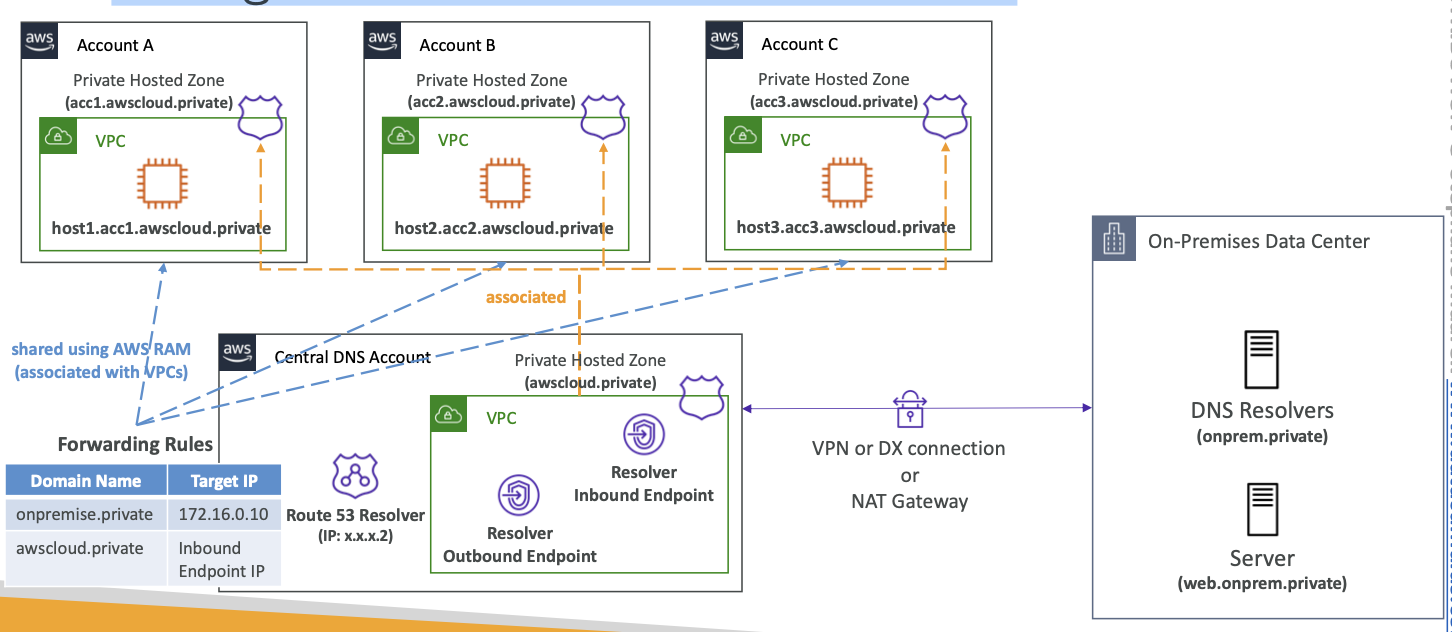 aws
Account A
Private Hosted Zone
(acc1.awscloud.private)
VPC
host1.acc1.awscloud.private
aws
Account B
Private Hosted Zone
(acc2.awscloud.private)
VPC
host2.acc2.awscloud.private
aws
Account C
Private Hosted Zone
(acc3.awscloud.private)
VPC
host3.acc3.awscloud.private
associated
shared using AWS RAM
(associated with VPCs)
Forwarding Rules
Domain Name Target IP
onpremise.private 172.16.0.10
awscloud.private Inbound
Endpoint IP
aws
Central DNS Account
Private Hosted Zone
(awscloud.private)
VPC
Route 53 Resolver
(IP: x.x.x.2)
Resolver
Inbound Endpoint
Resolver
Outbound Endpoint
VPN or DX connection
or
NAT Gateway
On-Premises Data Center
DNS Resolvers
(onprem.private)
Server
(web.onprem.private)